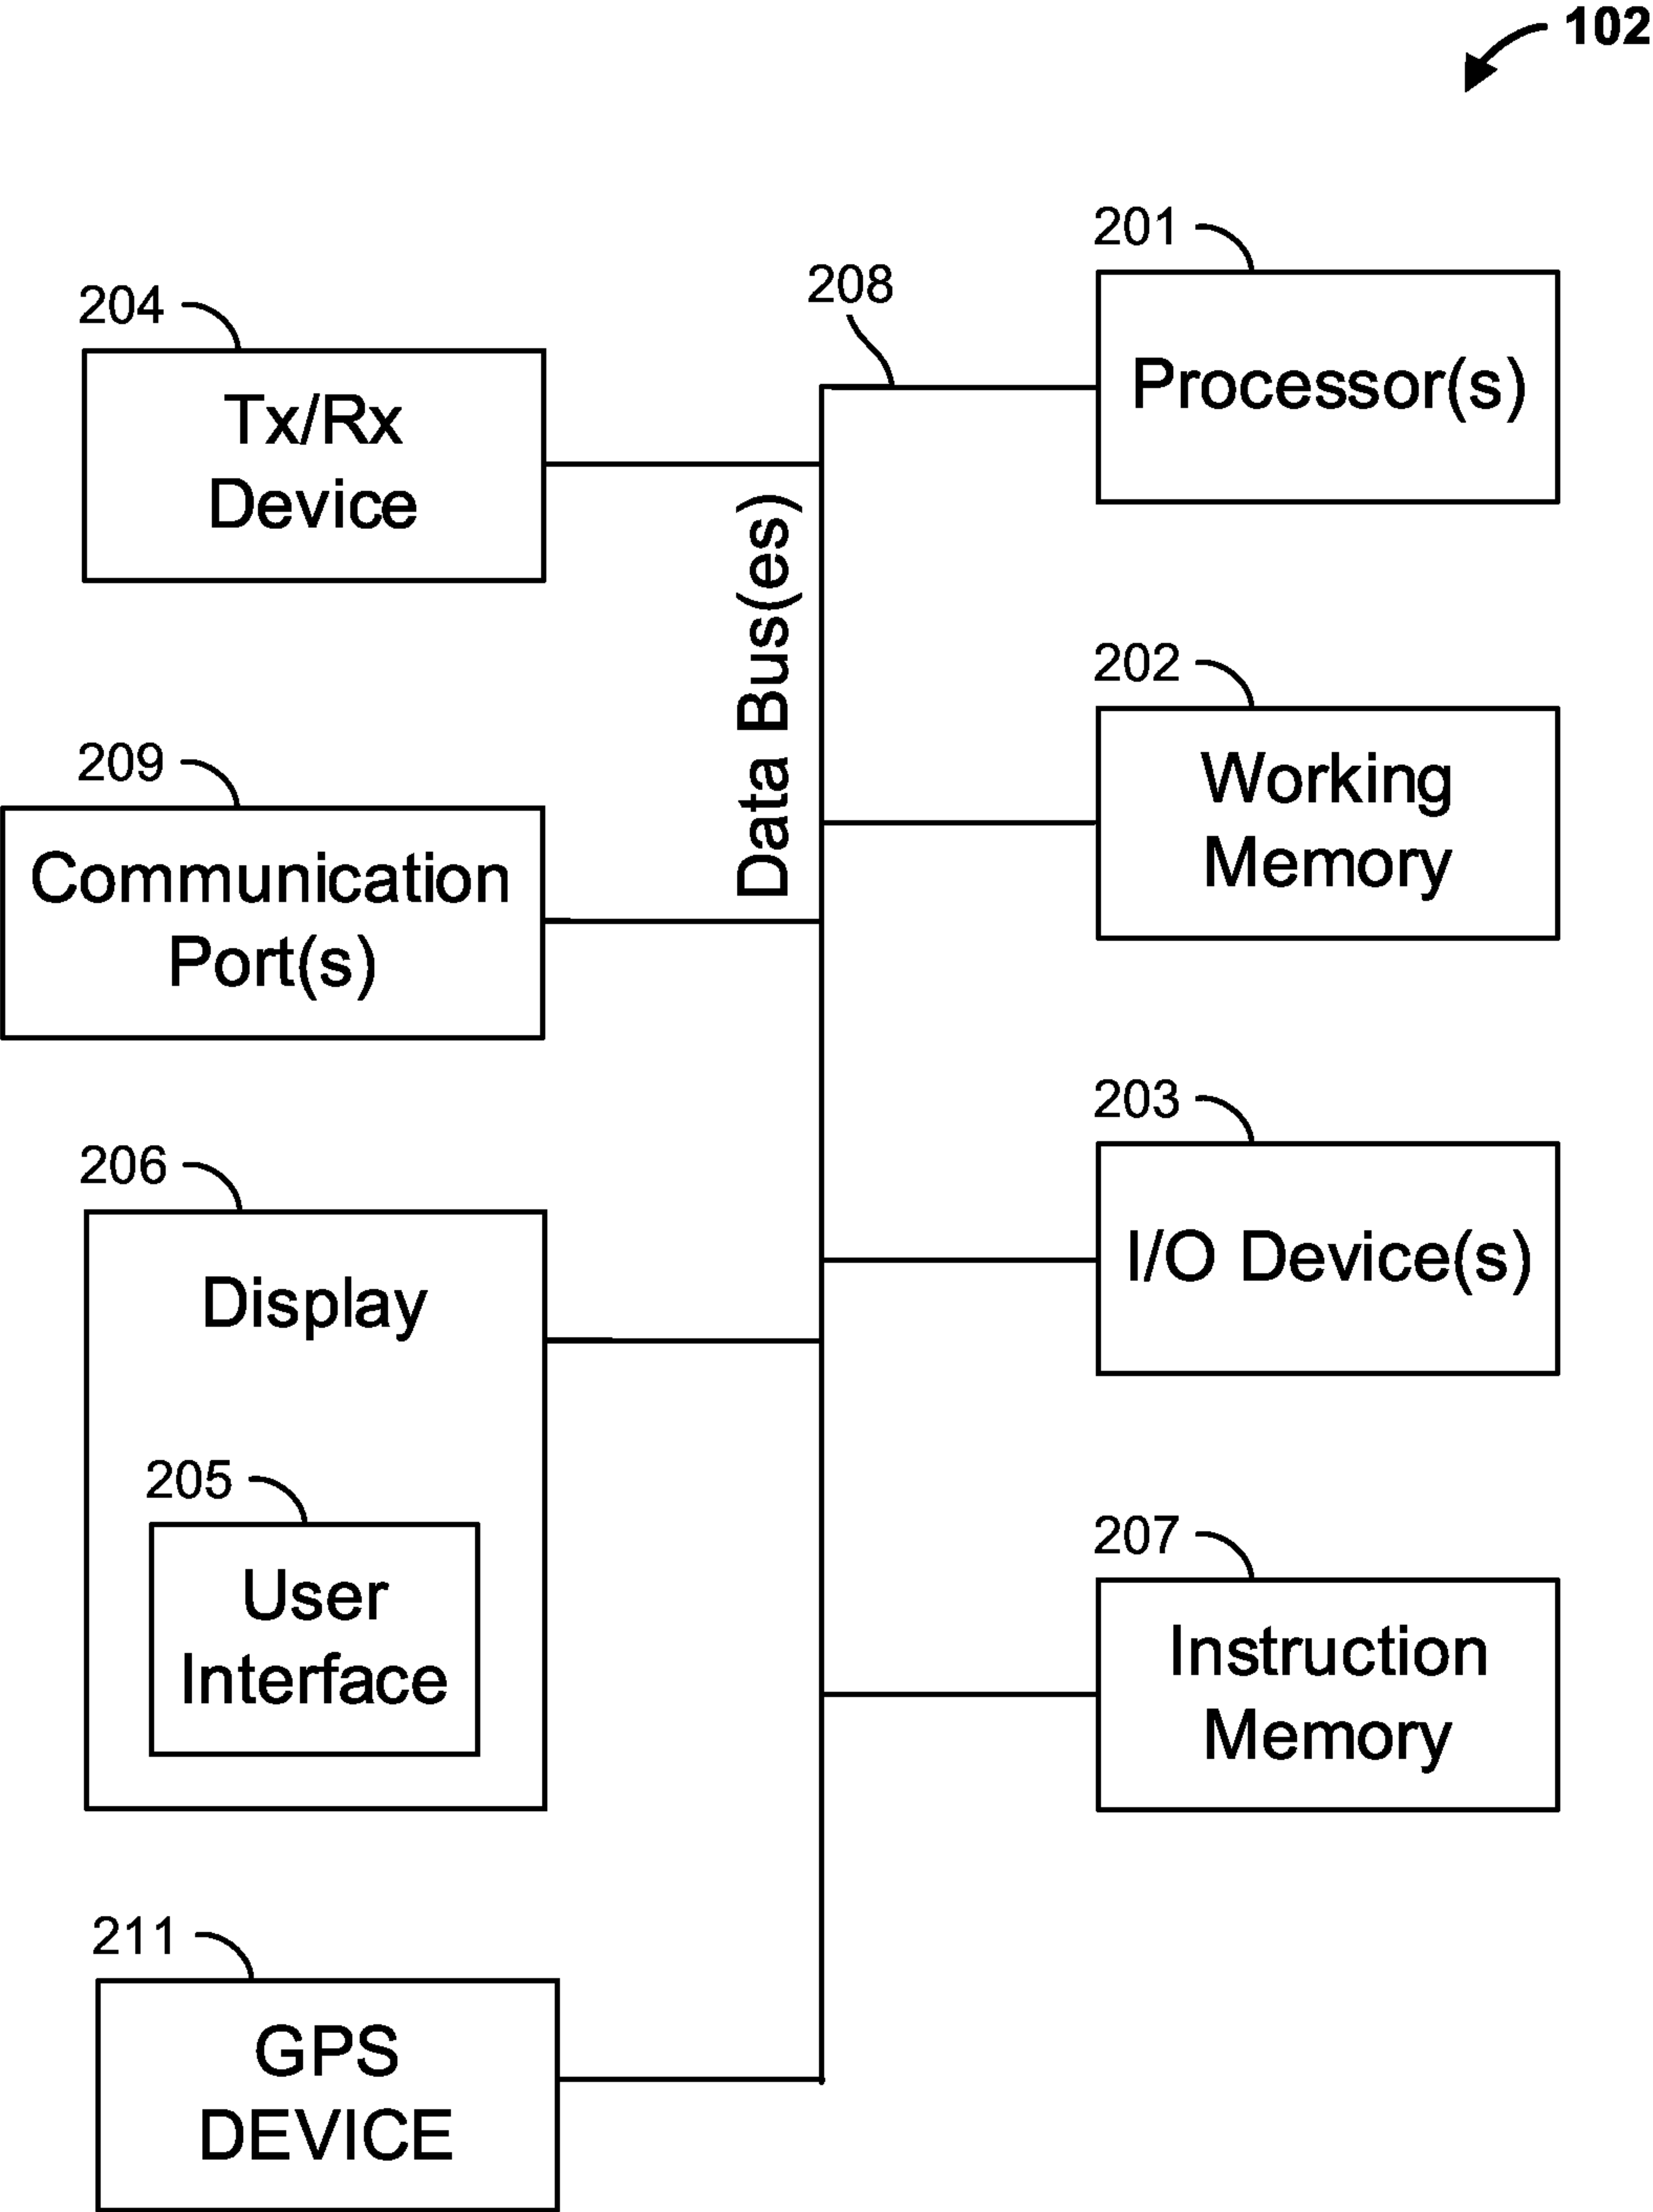 102
201
Processor(s)
208
204
Tx/Rx
Device
Data Bus(es)
202
Working
Memory
209
Communication
Port(s)
203
I/O Device(s)
206
Display
205
User
Interface
207
Instruction
Memory
211
GPS
DEVICE